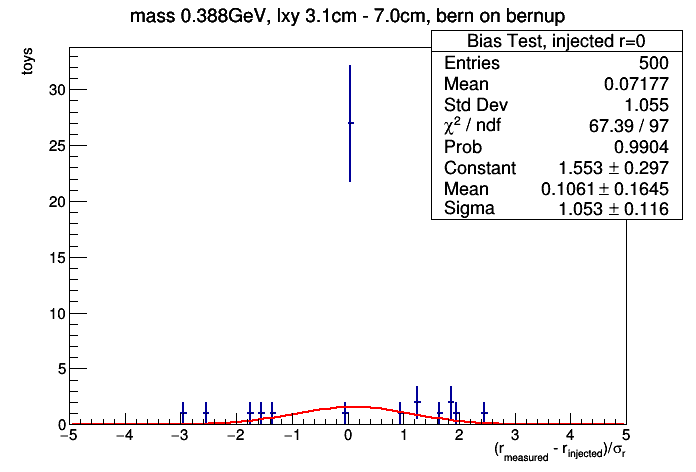 mass 0.388GeV, lxy 3.1cm - 7.0cm, bern on bernup
Bias Test, injected r=0
Entries 500
Mean 0.07177
Std Dev 1.055
χ² / ndf 67.39 / 97
Prob 0.9904
Constant 1.553 ± 0.297
Mean 0.1061 ± 0.1645
Sigma 1.053 ± 0.116
toys
30
25
20
15
10
5
0
−5 −4 −3 −2 −1 0 1 2 3 4 5
(r_measured - r_injected)/σ_r